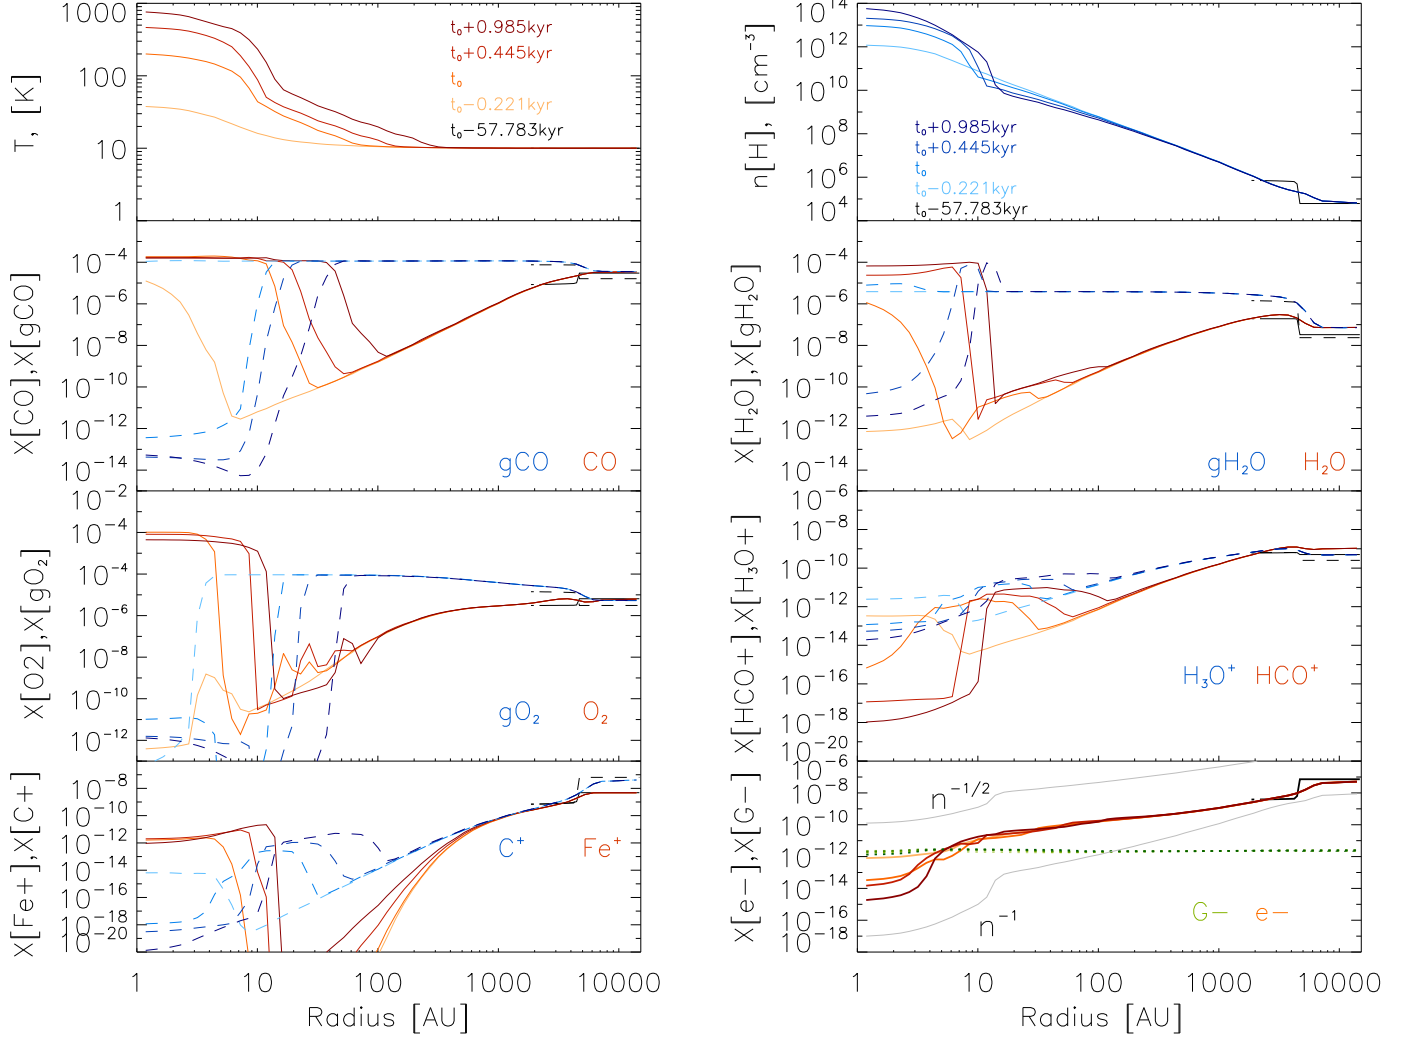 T, [K]
1000
100
10
1
t₀+0.985kyr
t₀+0.445kyr
t₀
t₀−0.221kyr
t₀−57.783kyr
n[H], [cm⁻³]
10¹⁴
10¹²
10¹⁰
10⁸
10⁶
10⁴
t₀+0.985kyr
t₀+0.445kyr
t₀
t₀−0.221kyr
t₀−57.783kyr
X[CO],X[gCO]
10⁻⁴
10⁻⁶
10⁻⁸
10⁻¹⁰
10⁻¹²
10⁻¹⁴
gCO CO
X[H₂O],X[gH₂O]
10⁻⁴
10⁻⁶
10⁻⁸
10⁻¹⁰
10⁻¹²
10⁻¹⁴
gH₂O H₂O
X[O2],X[gO₂]
10⁻²
10⁻⁴
10⁻⁴
10⁻⁶
10⁻⁸
10⁻¹⁰
10⁻¹²
gO₂ O₂
X[HCO+],X[H₃O+]
10⁻⁶
10⁻⁸
10⁻¹⁰
10⁻¹²
10⁻¹⁴
10⁻¹⁶
10⁻¹⁸
10⁻²⁰
H₃O⁺ HCO⁺
X[Fe+],X[C+]
10⁻⁸
10⁻¹⁰
10⁻¹²
10⁻¹⁴
10⁻¹⁶
10⁻¹⁸
10⁻²⁰
C⁺ Fe⁺
X[e−],X[G−]
10⁻⁶
10⁻⁸
10⁻¹⁰
10⁻¹²
10⁻¹⁴
10⁻¹⁶
10⁻¹⁸
n⁻¹/²
n⁻¹
G− e−
1 10 100 1000 10000
Radius [AU]
1 10 100 1000 10000
Radius [AU]